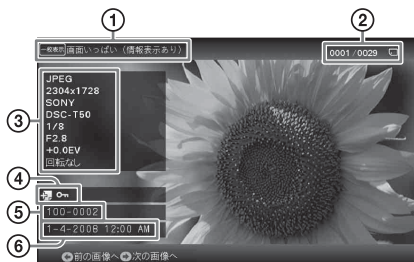 ①
②
一般表示 画面いっぱい（情報表示あり）
0001/0029
JPEG
2304x1728
SONY
DSC-T50
③
1/8
F2.8
+0.0EV
回転なし
④
⑤
100-0002
1-4-2008 12:00 AM
⑥
前の画像へ 次の画像へ